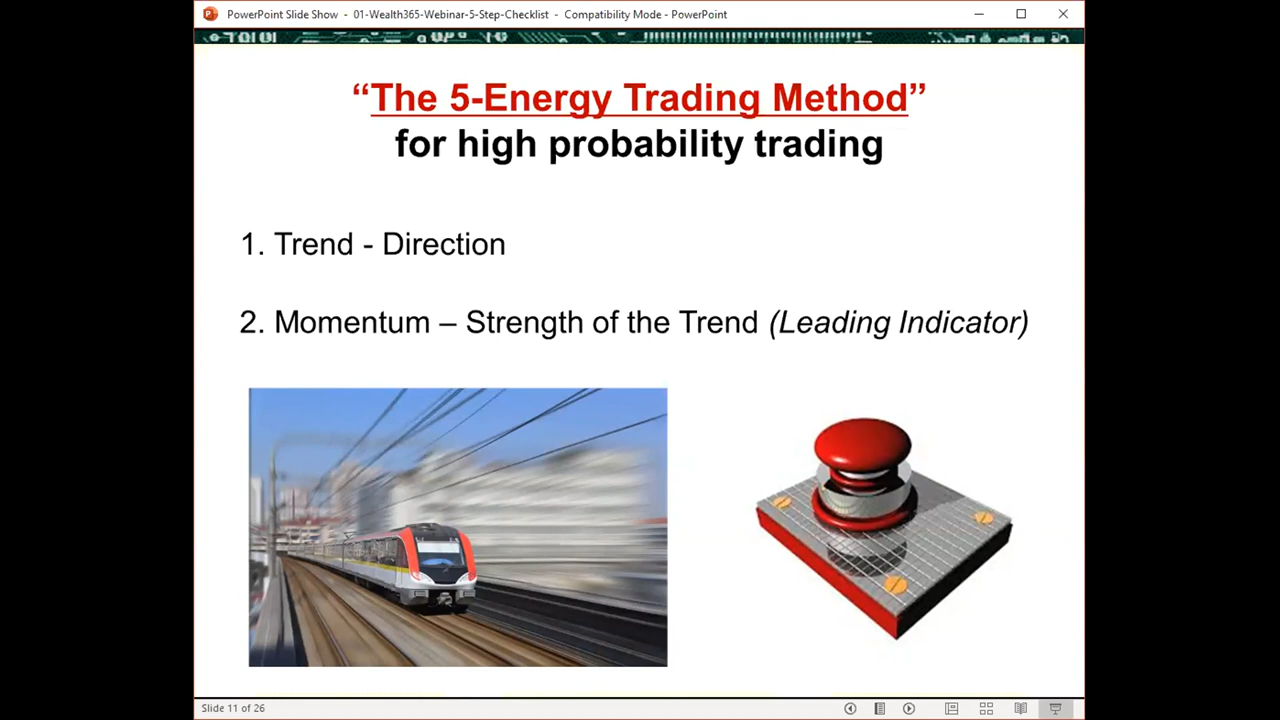 PowerPoint Slide Show - 01-Wealth365-Webinar-5-Step-Checklist - Compatibility Mode - PowerPoint
“The 5-Energy Trading Method”
for high probability trading
1. Trend - Direction
2. Momentum – Strength of the Trend (Leading Indicator)
Slide 11 of 26